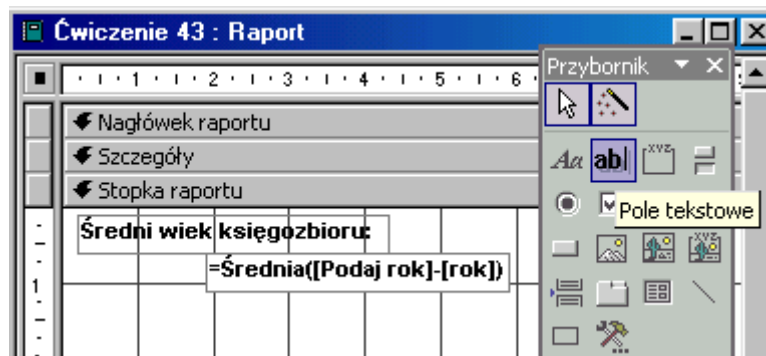 Ćwiczenie 43 : Raport
Przybornik
1 2 3 4 5 6
Nagłówek raportu
Szczegóły
Stopka raportu
Aa ab| XYZ
Pole tekstowe
XYZ
Średni wiek księgozbioru:
=Średnia([Podaj rok]-[rok])
1